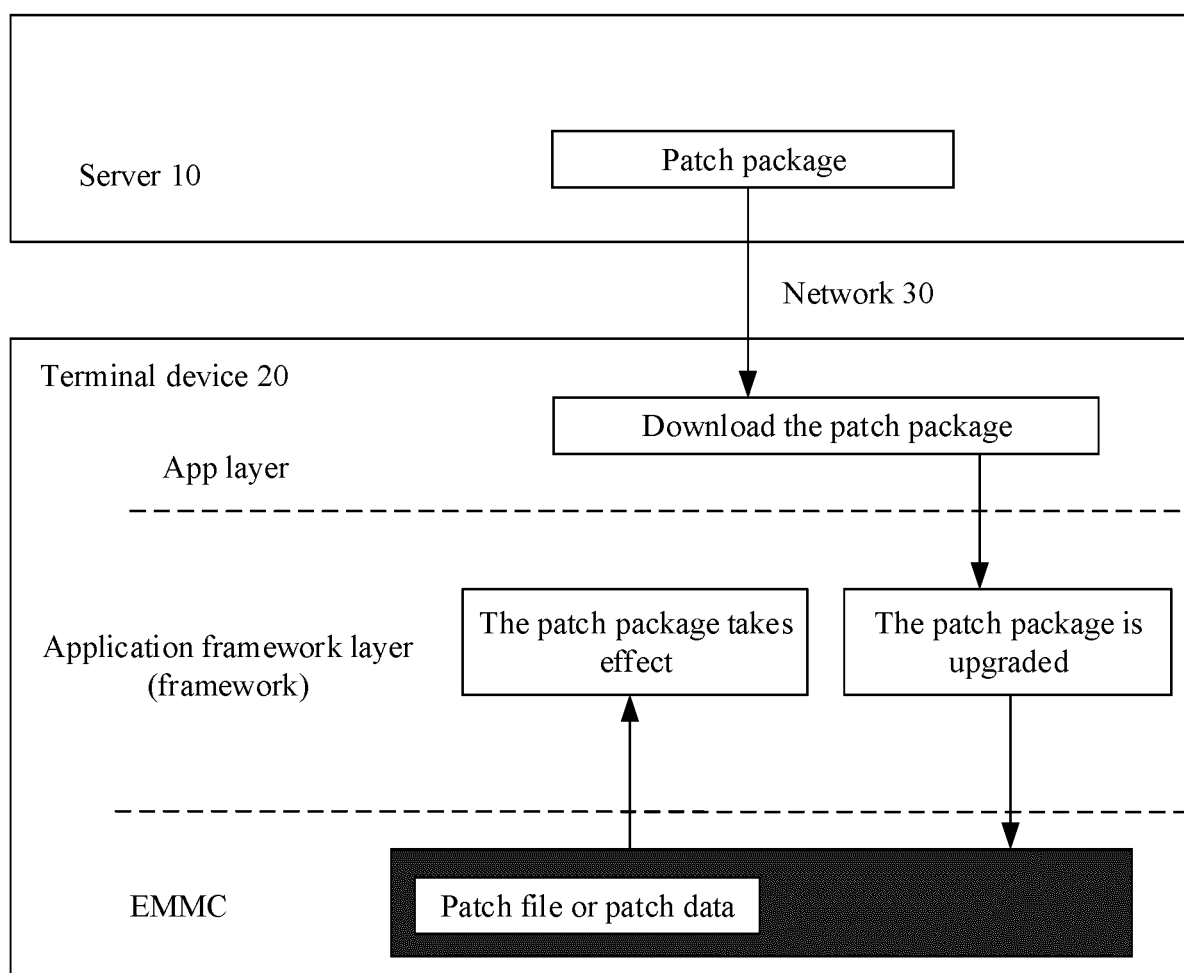 Patch package
Server 10
Network 30
Terminal device 20
Download the patch package
App layer
The patch package takes
effect
The patch package is
upgraded
Application framework layer
(framework)
EMMC
Patch file or patch data